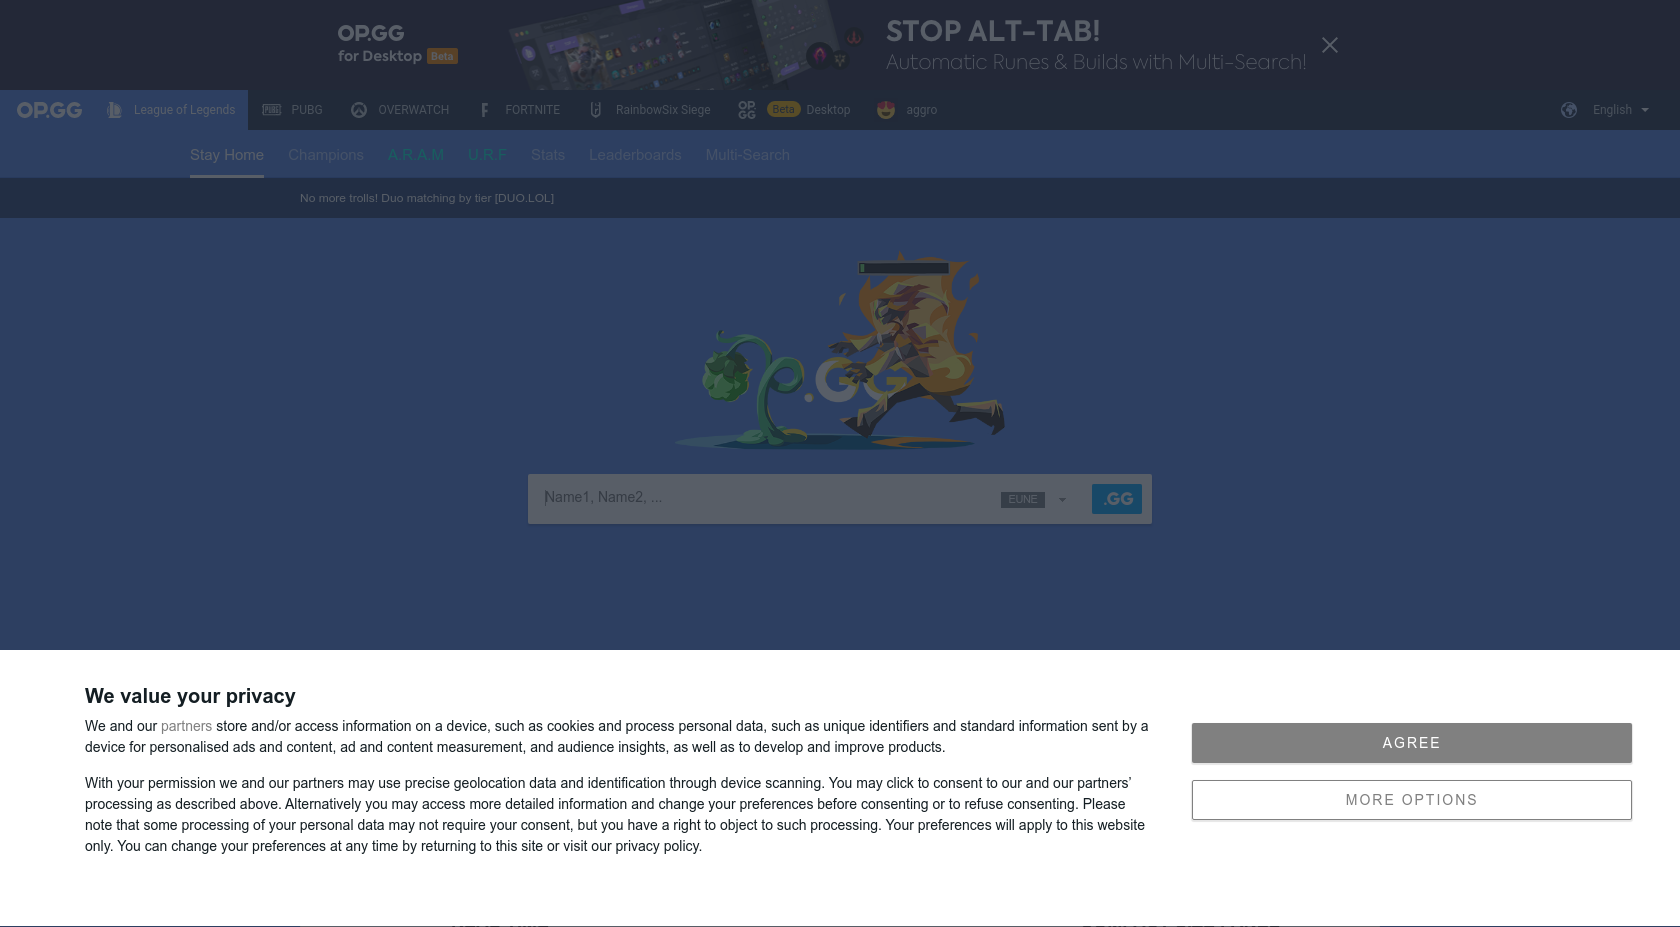 OP.GG
for Desktop Beta
STOP ALT-TAB!
Automatic Runes & Builds with Multi-Search!
OP.GG League of Legends PUBG OVERWATCH FORTNITE RainbowSix Siege OP.GG Beta Desktop aggro English
Stay Home Champions A.R.A.M U.R.F Stats Leaderboards Multi-Search
No more trolls! Duo matching by tier [DUO.LOL]
.GG
Name1, Name2, ... EUNE .GG
We value your privacy
We and our partners store and/or access information on a device, such as cookies and process personal data, such as unique identifiers and standard information sent by a
device for personalised ads and content, ad and content measurement, and audience insights, as well as to develop and improve products.
With your permission we and our partners may use precise geolocation data and identification through device scanning. You may click to consent to our and our partners’
processing as described above. Alternatively you may access more detailed information and change your preferences before consenting or to refuse consenting. Please
note that some processing of your personal data may not require your consent, but you have a right to object to such processing. Your preferences will apply to this website
only. You can change your preferences at any time by returning to this site or visit our privacy policy.
AGREE
MORE OPTIONS